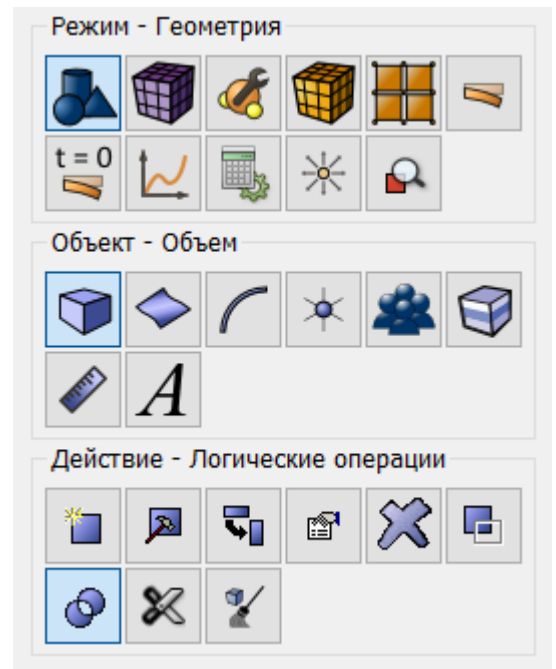 Режим - Геометрия
t = 0
Объект - Объем
A
Действие - Логические операции